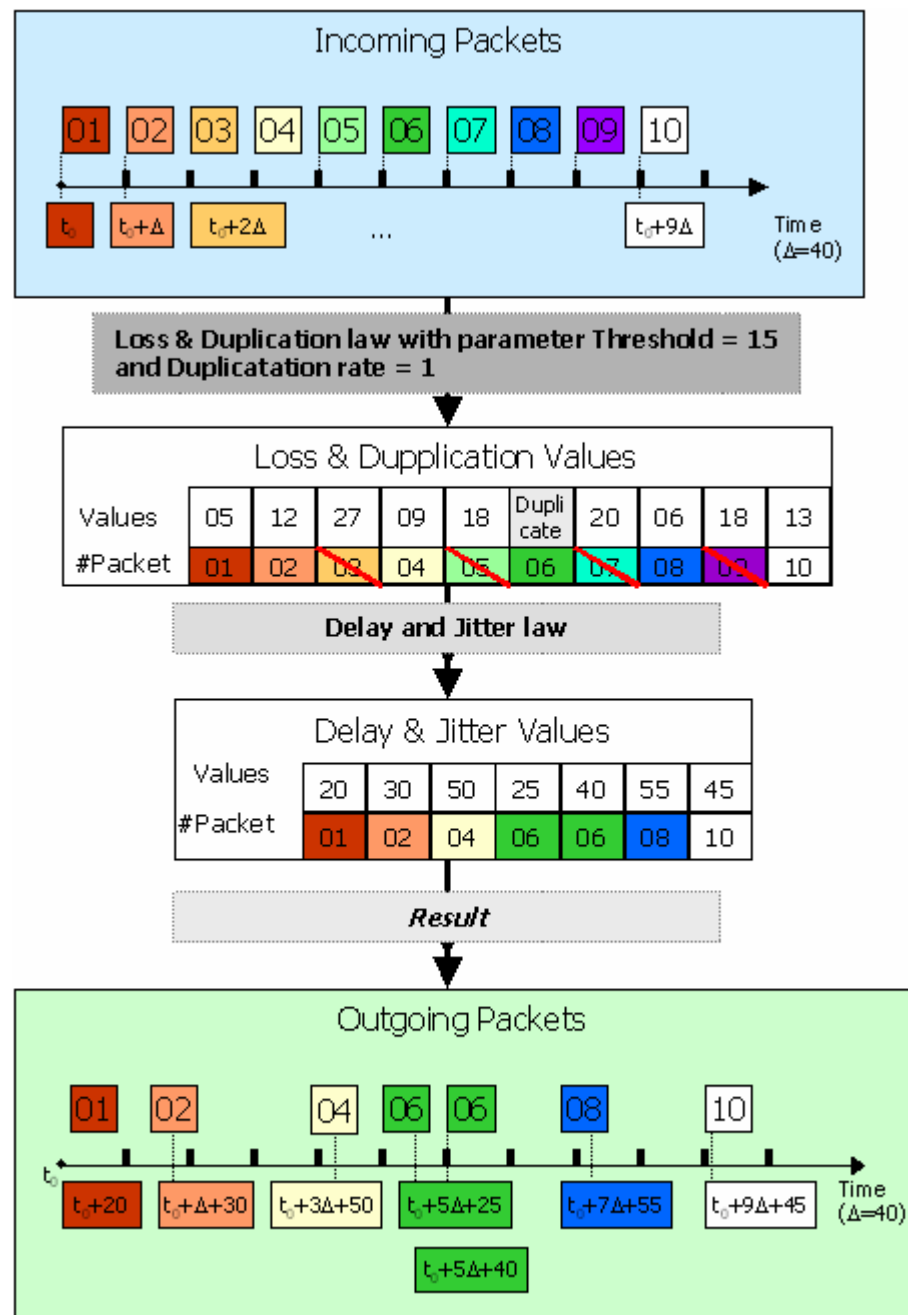 Incoming Packets
01 02 03 04 05 06 07 08 09 10
t₀ t₀+Δ t₀+2Δ ... t₀+9Δ Time
(Δ=40)
Loss & Duplication law with parameter Threshold = 15
and Duplicatation rate = 1
Loss & Dupplication Values
Values 05 12 27 09 18 Dupli
cate 20 06 18 13
#Packet 01 02 03 04 05 06 07 08 09 10
Delay and Jitter law
Delay & Jitter Values
Values 20 30 50 25 40 55 45
#Packet 01 02 04 06 06 08 10
Result
Outgoing Packets
01 02 04 06 06 08 10
t₀
t₀+20 t₀+Δ+30 t₀+3Δ+50 t₀+5Δ+25 t₀+7Δ+55 t₀+9Δ+45 Time
(Δ=40)
t₀+5Δ+40